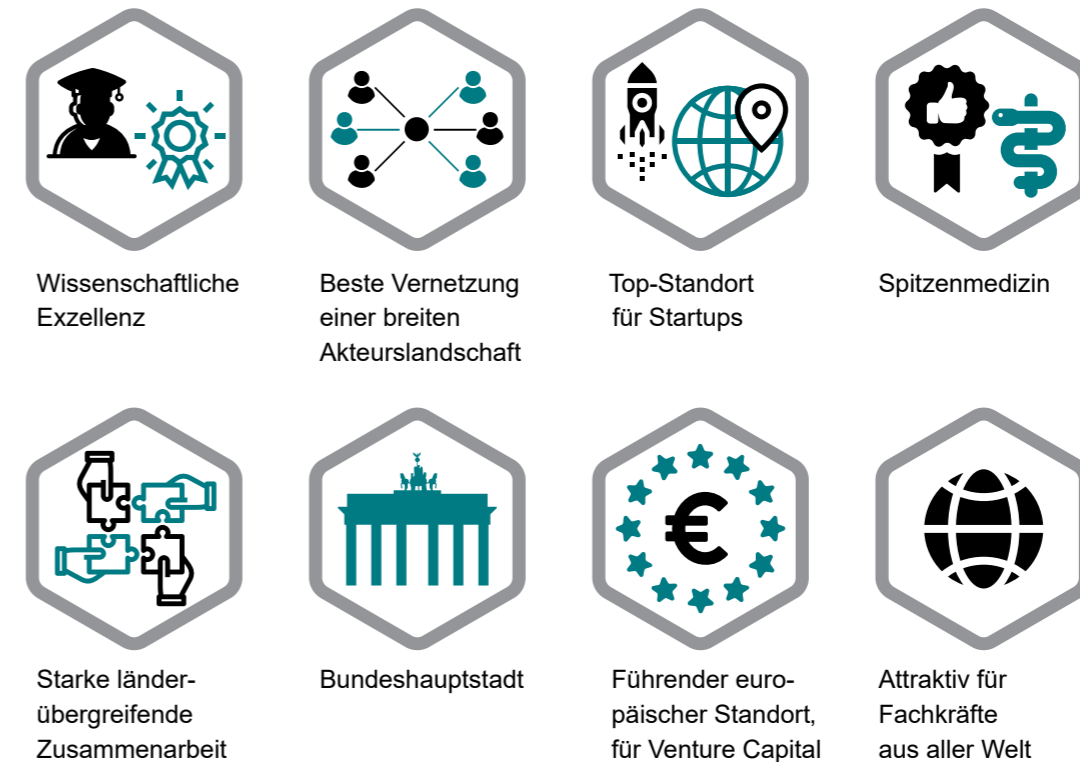 Wissenschaftliche
Exzellenz
Beste Vernetzung
einer breiten
Akteurslandschaft
Top-Standort
für Startups
Spitzenmedizin
€
Starke länder-
übergreifende
Zusammenarbeit
Bundeshauptstadt
Führender euro-
päischer Standort,
für Venture Capital
Attraktiv für
Fachkräfte
aus aller Welt